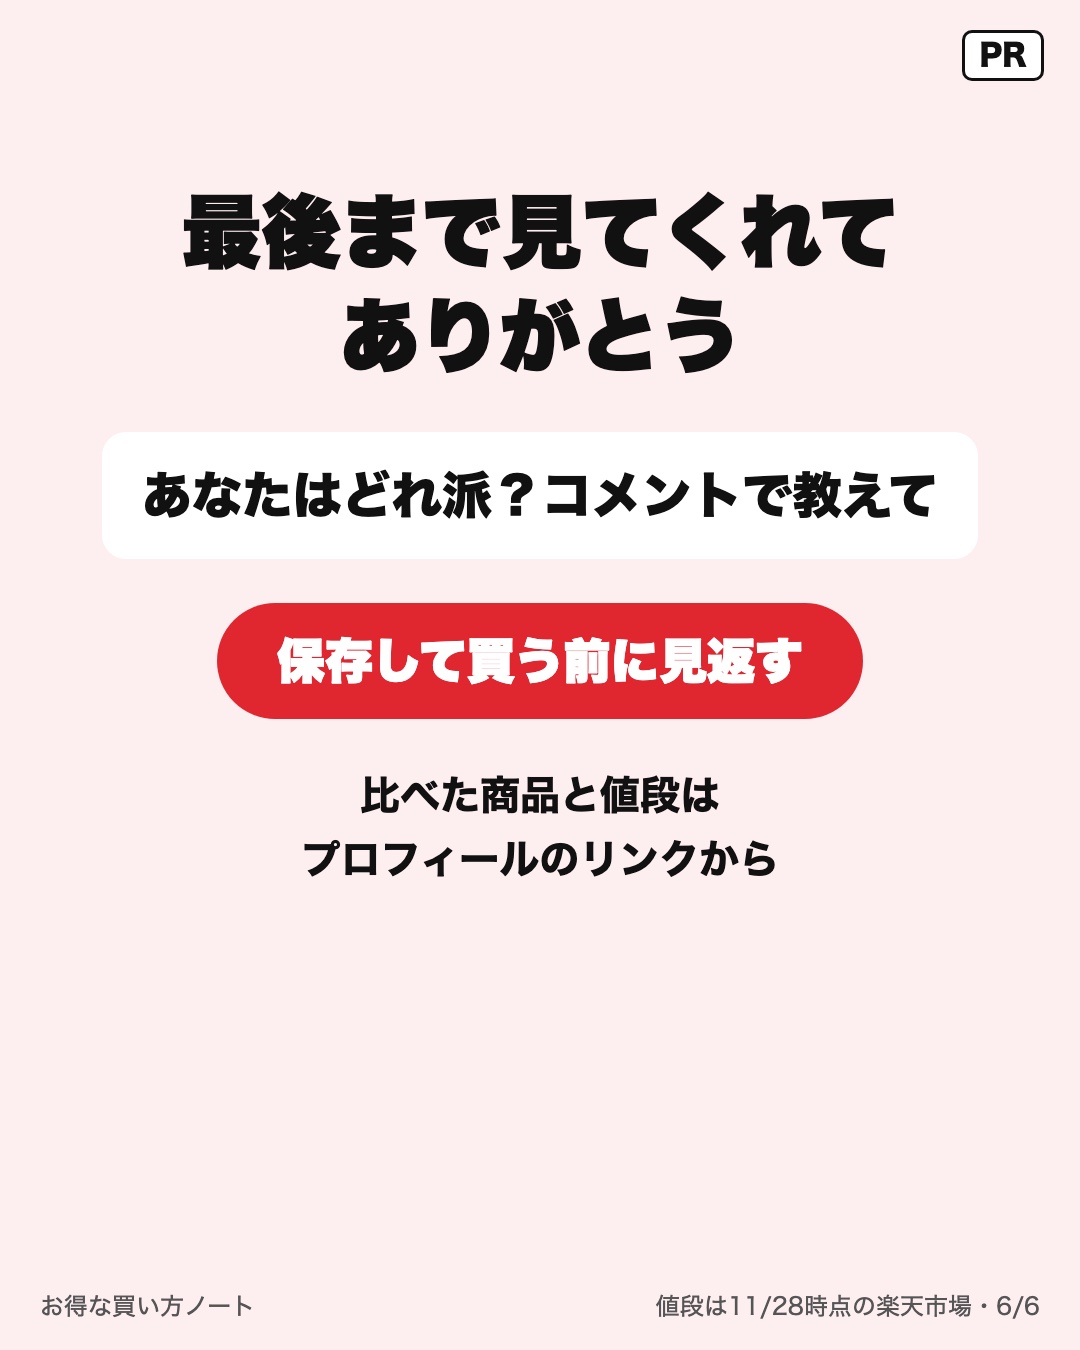 PR
最後まで見てくれて
ありがとう
あなたはどれ派？コメントで教えて
保存して買う前に見返す
比べた商品と値段は
プロフィールのリンクから
お得な買い方ノート
値段は11/28時点の楽天市場・6/6